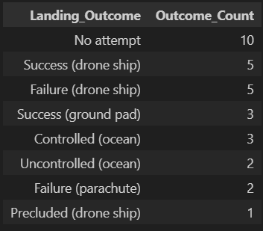 Landing_Outcome Outcome_Count
No attempt 10
Success (drone ship) 5
Failure (drone ship) 5
Success (ground pad) 3
Controlled (ocean) 3
Uncontrolled (ocean) 2
Failure (parachute) 2
Precluded (drone ship) 1